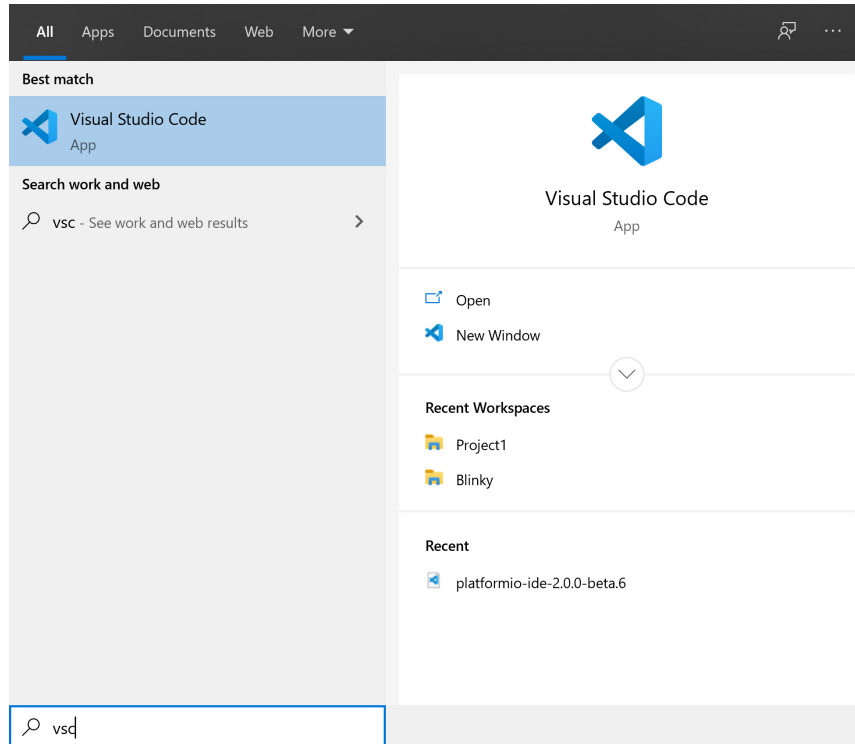 All Apps Documents Web More
Best match
Visual Studio Code
App
Search work and web
vsc - See work and web results
Visual Studio Code
App
Open
New Window
Recent Workspaces
Project1
Blinky
Recent
platformio-ide-2.0.0-beta.6
vsc